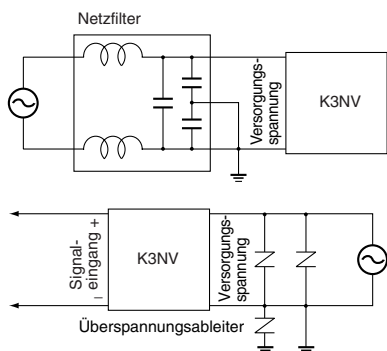 Netzfilter
Versorgungs-
spannung
K3NV
Signal-
eingang +
–
K3NV
Versorgungs-
spannung
Überspannungsableiter